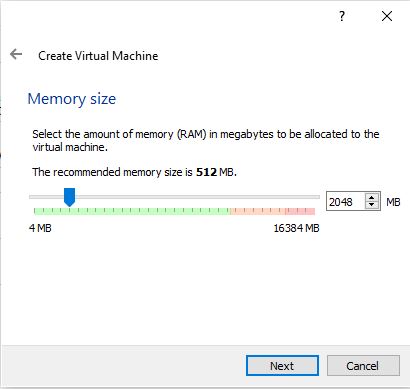 ?
Create Virtual Machine
Memory size
Select the amount of memory (RAM) in megabytes to be allocated to the
virtual machine.
The recommended memory size is 512 MB.
2048 MB
4 MB 16384 MB
Next Cancel